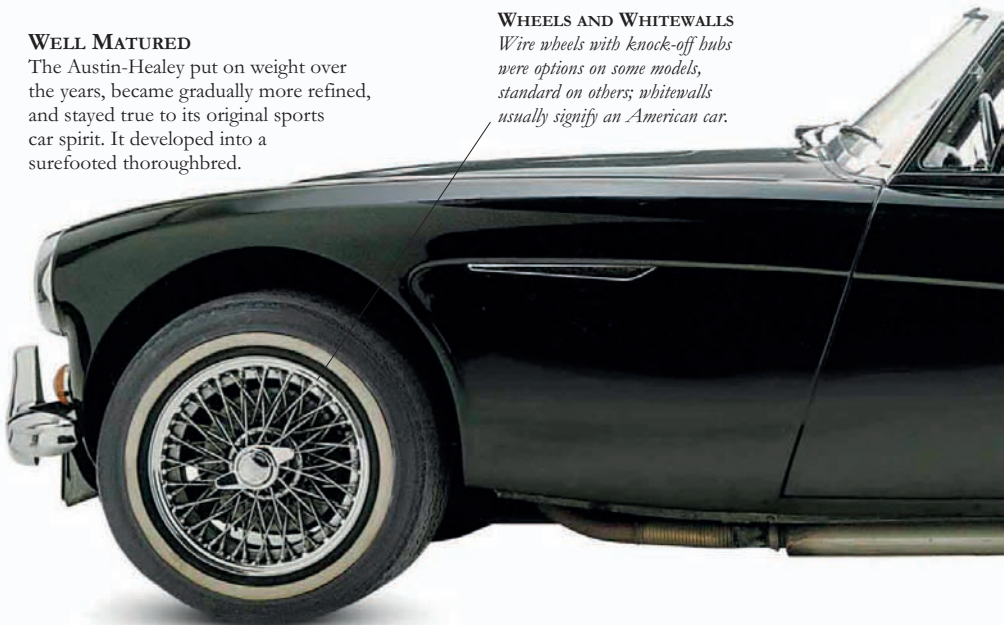 WELL MATURED
The Austin-Healey put on weight over
the years, became gradually more refined,
and stayed true to its original sports
car spirit. It developed into a
surefooted thoroughbred.
WHEELS AND WHITEWALLS
Wire wheels with knock-off hubs
were options on some models,
standard on others; whitewalls
usually signify an American car.